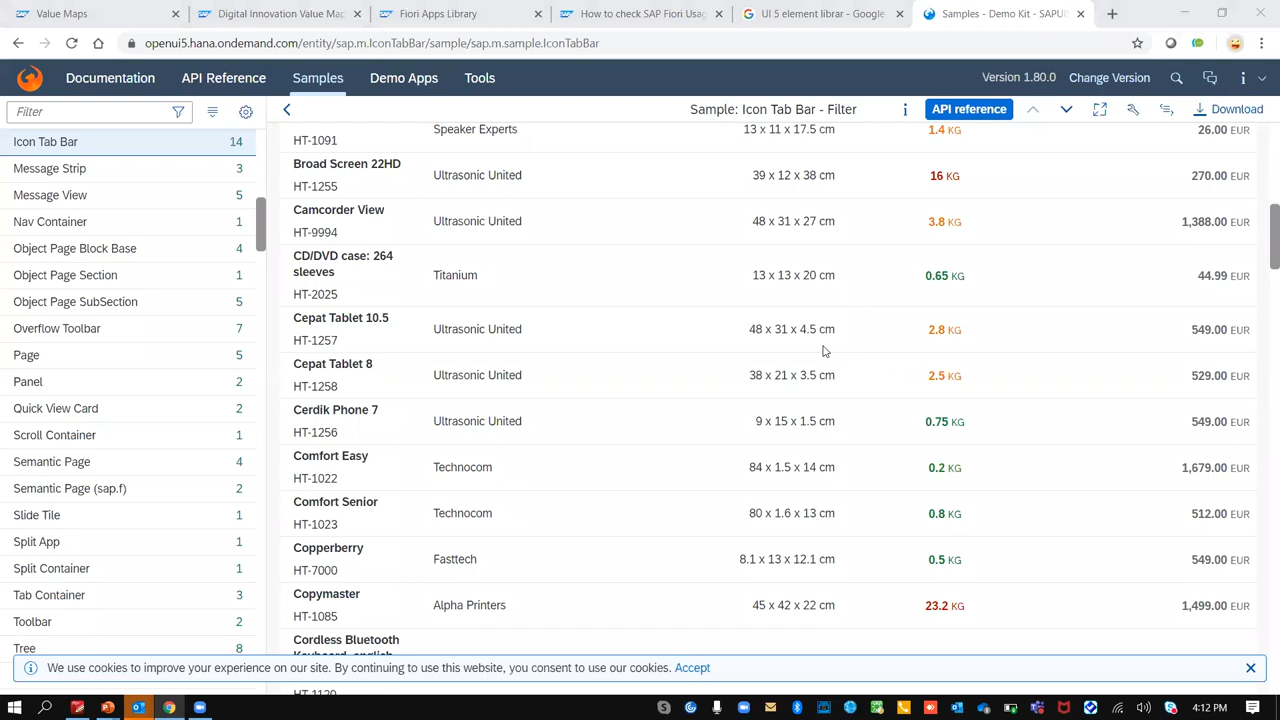 Value Maps
Digital Innovation Value Map
Fiori Apps Library
How to check SAP Fiori Usag
UI 5 element librar - Google
Samples - Demo Kit - SAPUI5
openui5.hana.ondemand.com/entity/sap.m.IconTabBar/sample/sap.m.sample.IconTabBar
Documentation
API Reference
Samples
Demo Apps
Tools
Version 1.80.0
Change Version
Filter
Sample: Icon Tab Bar - Filter
API reference
Download
Icon Tab Bar 14
Message Strip 3
Message View 5
Nav Container 1
Object Page Block Base 4
Object Page Section 1
Object Page SubSection 5
Overflow Toolbar 7
Page 5
Panel 2
Quick View Card 2
Scroll Container 1
Semantic Page 4
Semantic Page (sap.f) 2
Slide Tile 1
Split App 1
Split Container 1
Tab Container 3
Toolbar 2
Tree 8
Speaker Experts 13 x 11 x 17.5 cm 1.4 KG 26.00 EUR
HT-1091
Broad Screen 22HD
Ultrasonic United 39 x 12 x 38 cm 16 KG 270.00 EUR
HT-1255
Camcorder View
Ultrasonic United 48 x 31 x 27 cm 3.8 KG 1,388.00 EUR
HT-9994
CD/DVD case: 264
sleeves
Titanium 13 x 13 x 20 cm 0.65 KG 44.99 EUR
HT-2025
Cepat Tablet 10.5
Ultrasonic United 48 x 31 x 4.5 cm 2.8 KG 549.00 EUR
HT-1257
Cepat Tablet 8
Ultrasonic United 38 x 21 x 3.5 cm 2.5 KG 529.00 EUR
HT-1258
Cerdik Phone 7
Ultrasonic United 9 x 15 x 1.5 cm 0.75 KG 549.00 EUR
HT-1256
Comfort Easy
Technocom 84 x 1.5 x 14 cm 0.2 KG 1,679.00 EUR
HT-1022
Comfort Senior
Technocom 80 x 1.6 x 13 cm 0.8 KG 512.00 EUR
HT-1023
Copperberry
Fasttech 8.1 x 13 x 12.1 cm 0.5 KG 549.00 EUR
HT-7000
Copymaster
Alpha Printers 45 x 42 x 22 cm 23.2 KG 1,499.00 EUR
HT-1085
Cordless Bluetooth
Keyboard, english
We use cookies to improve your experience on our site. By continuing to use this website, you consent to use our cookies. Accept
HT-1120
4:12 PM